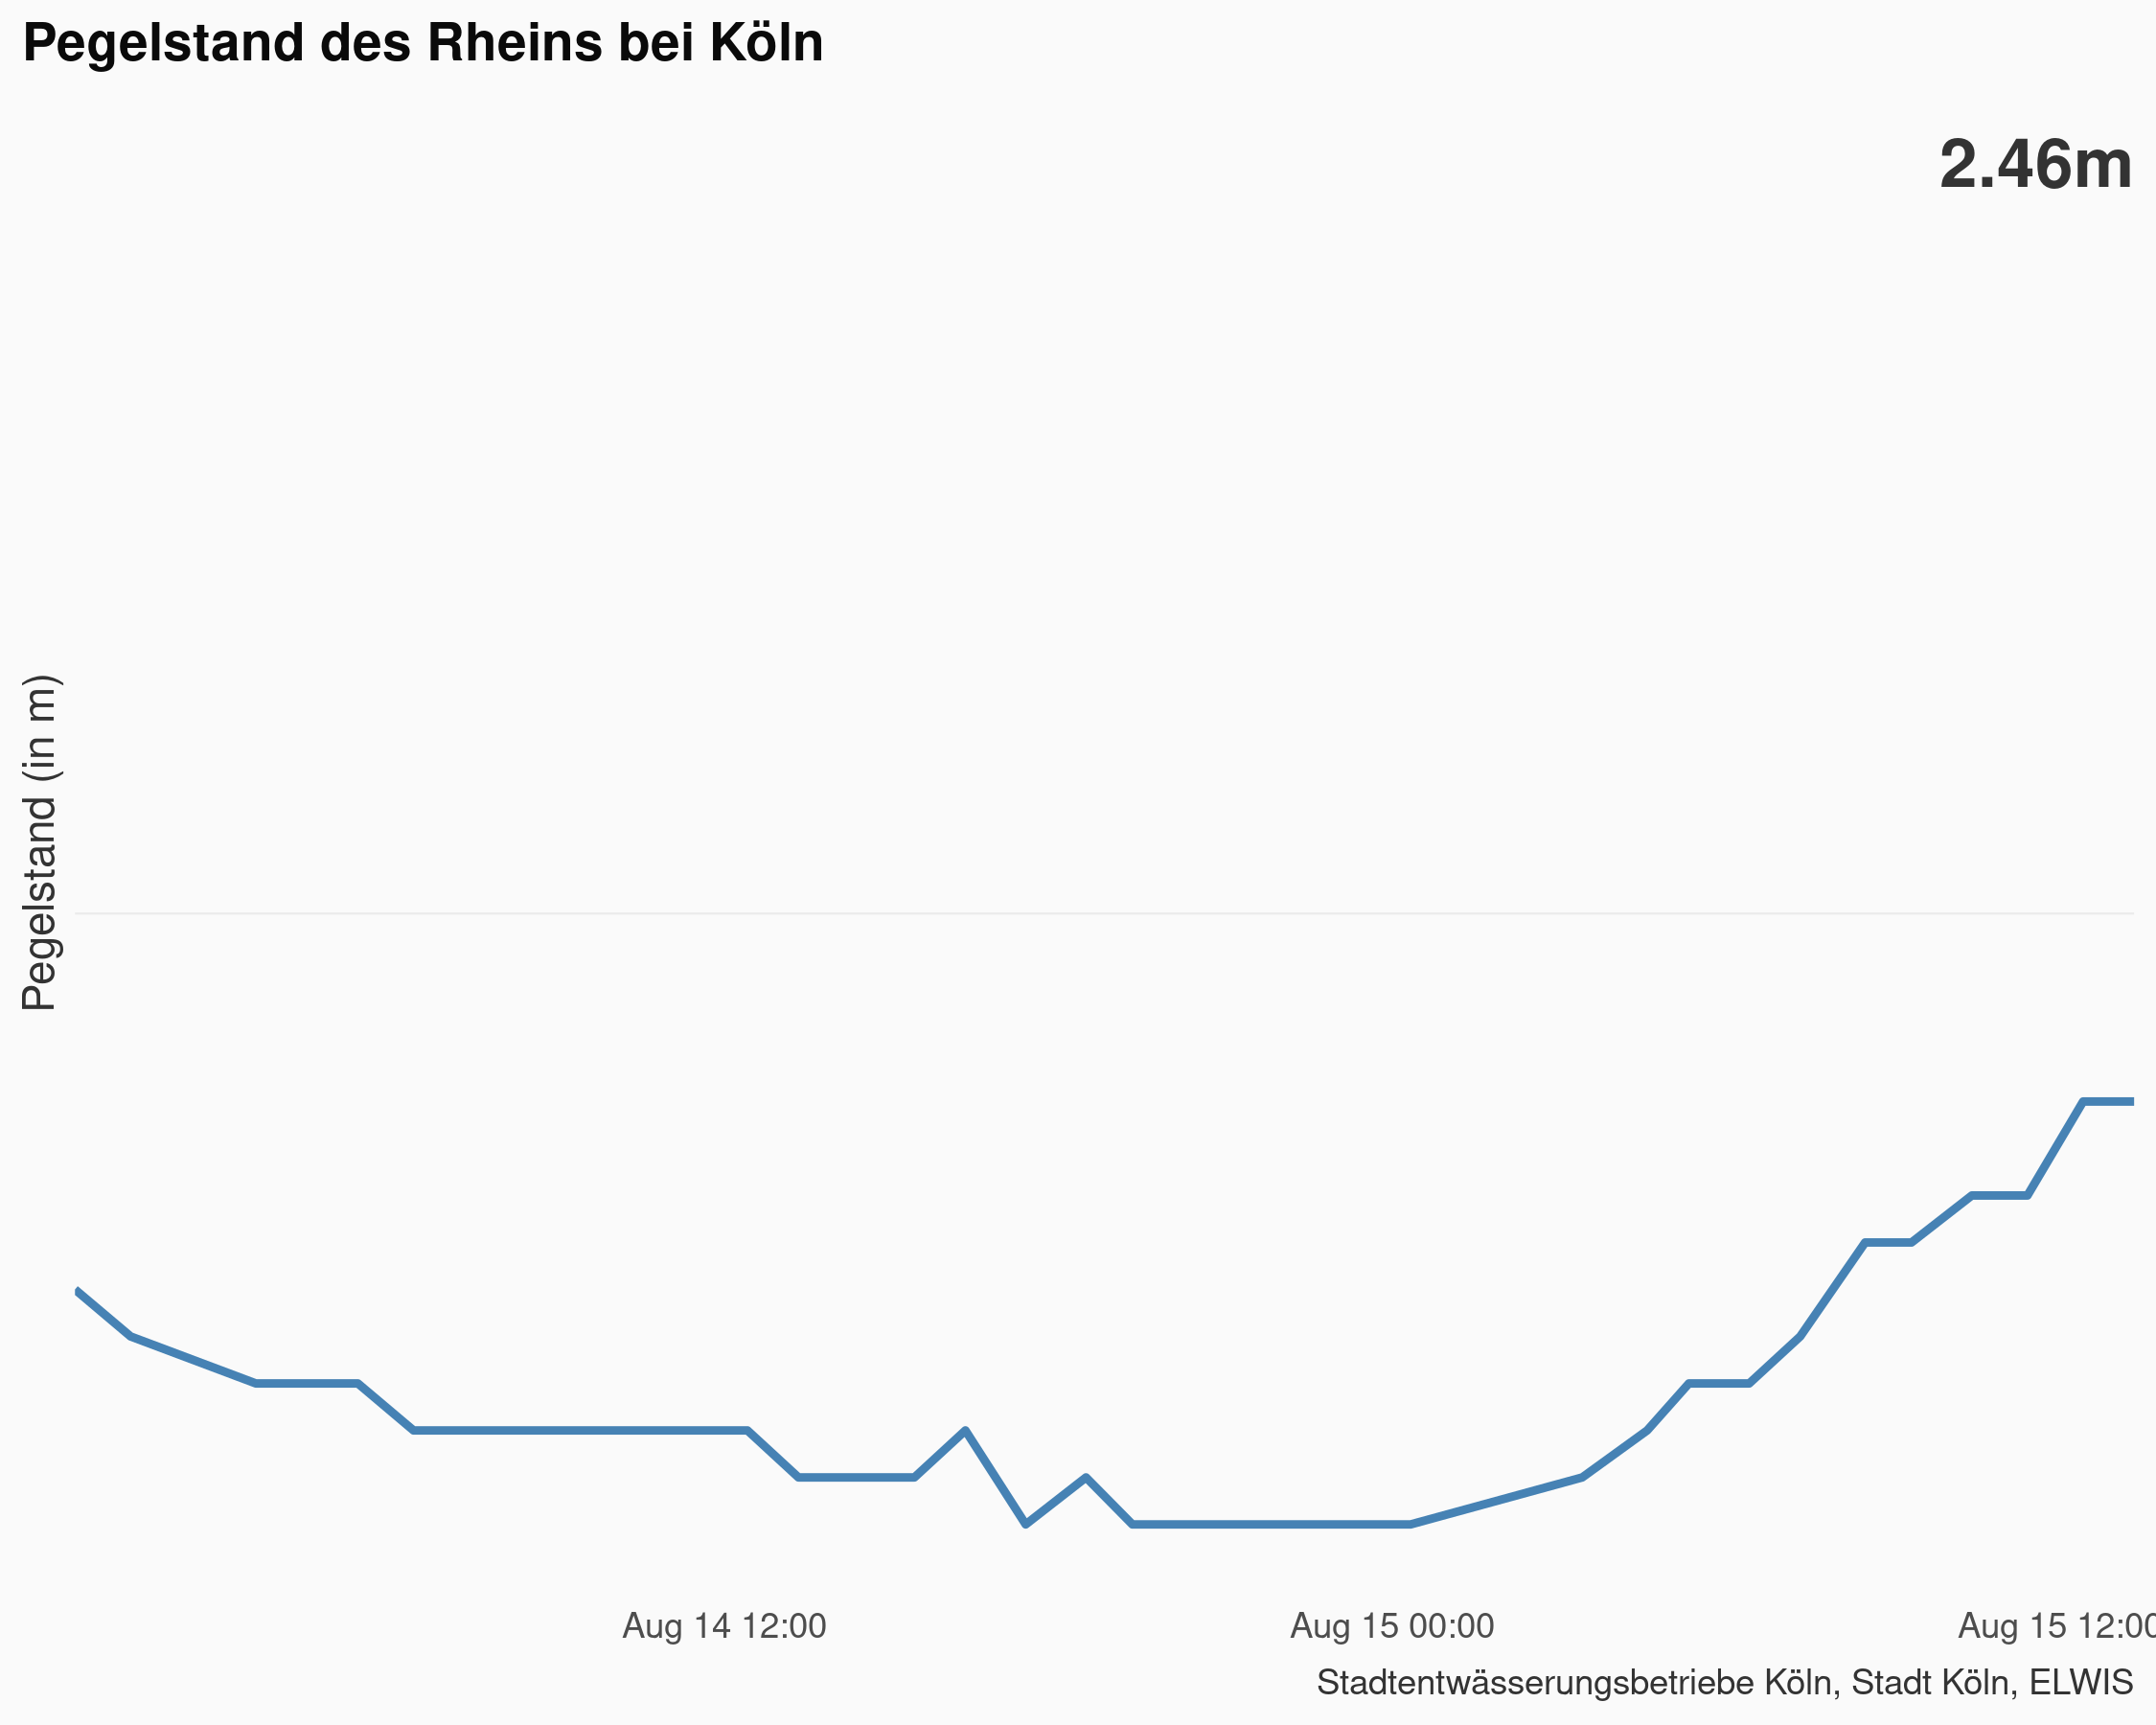 Pegelstand des Rheins bei Köln
2.46m
Pegelstand (in m)
Aug 14 12:00
Aug 15 00:00
Aug 15 12:00
Stadtentwässerungsbetriebe Köln, Stadt Köln, ELWIS